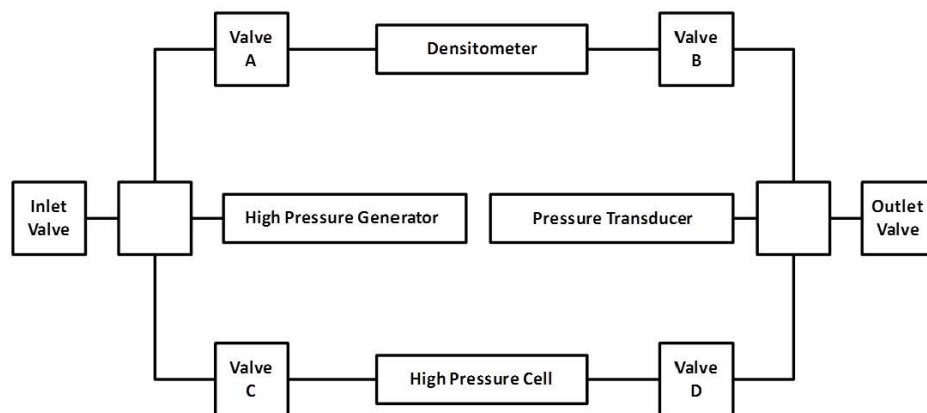 Valve
A
Densitometer
Valve
B
Inlet
Valve
High Pressure Generator
Pressure Transducer
Outlet
Valve
Valve
C
High Pressure Cell
Valve
D